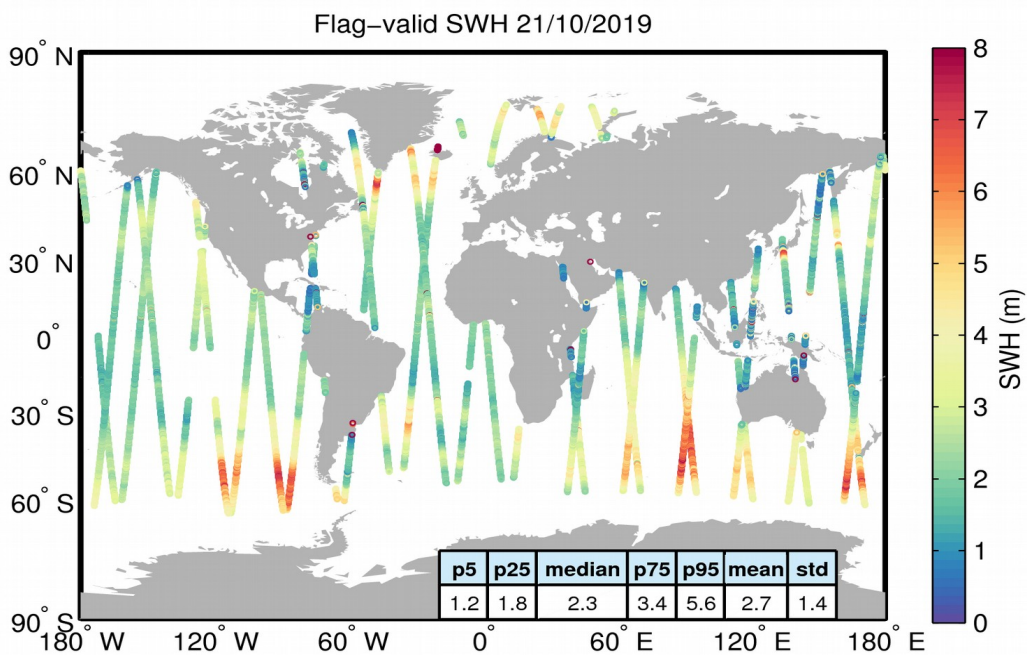 Flag−valid SWH 21/10/2019
90° N
60° N
30° N
0°
30° S
60° S
90° S
180° W
120° W
60° W
0°
60° E
120° E
180° E
p5 p25 median p75 p95 mean std
1.2 1.8 2.3 3.4 5.6 2.7 1.4
8
7
6
5
4
3
2
1
0
SWH (m)